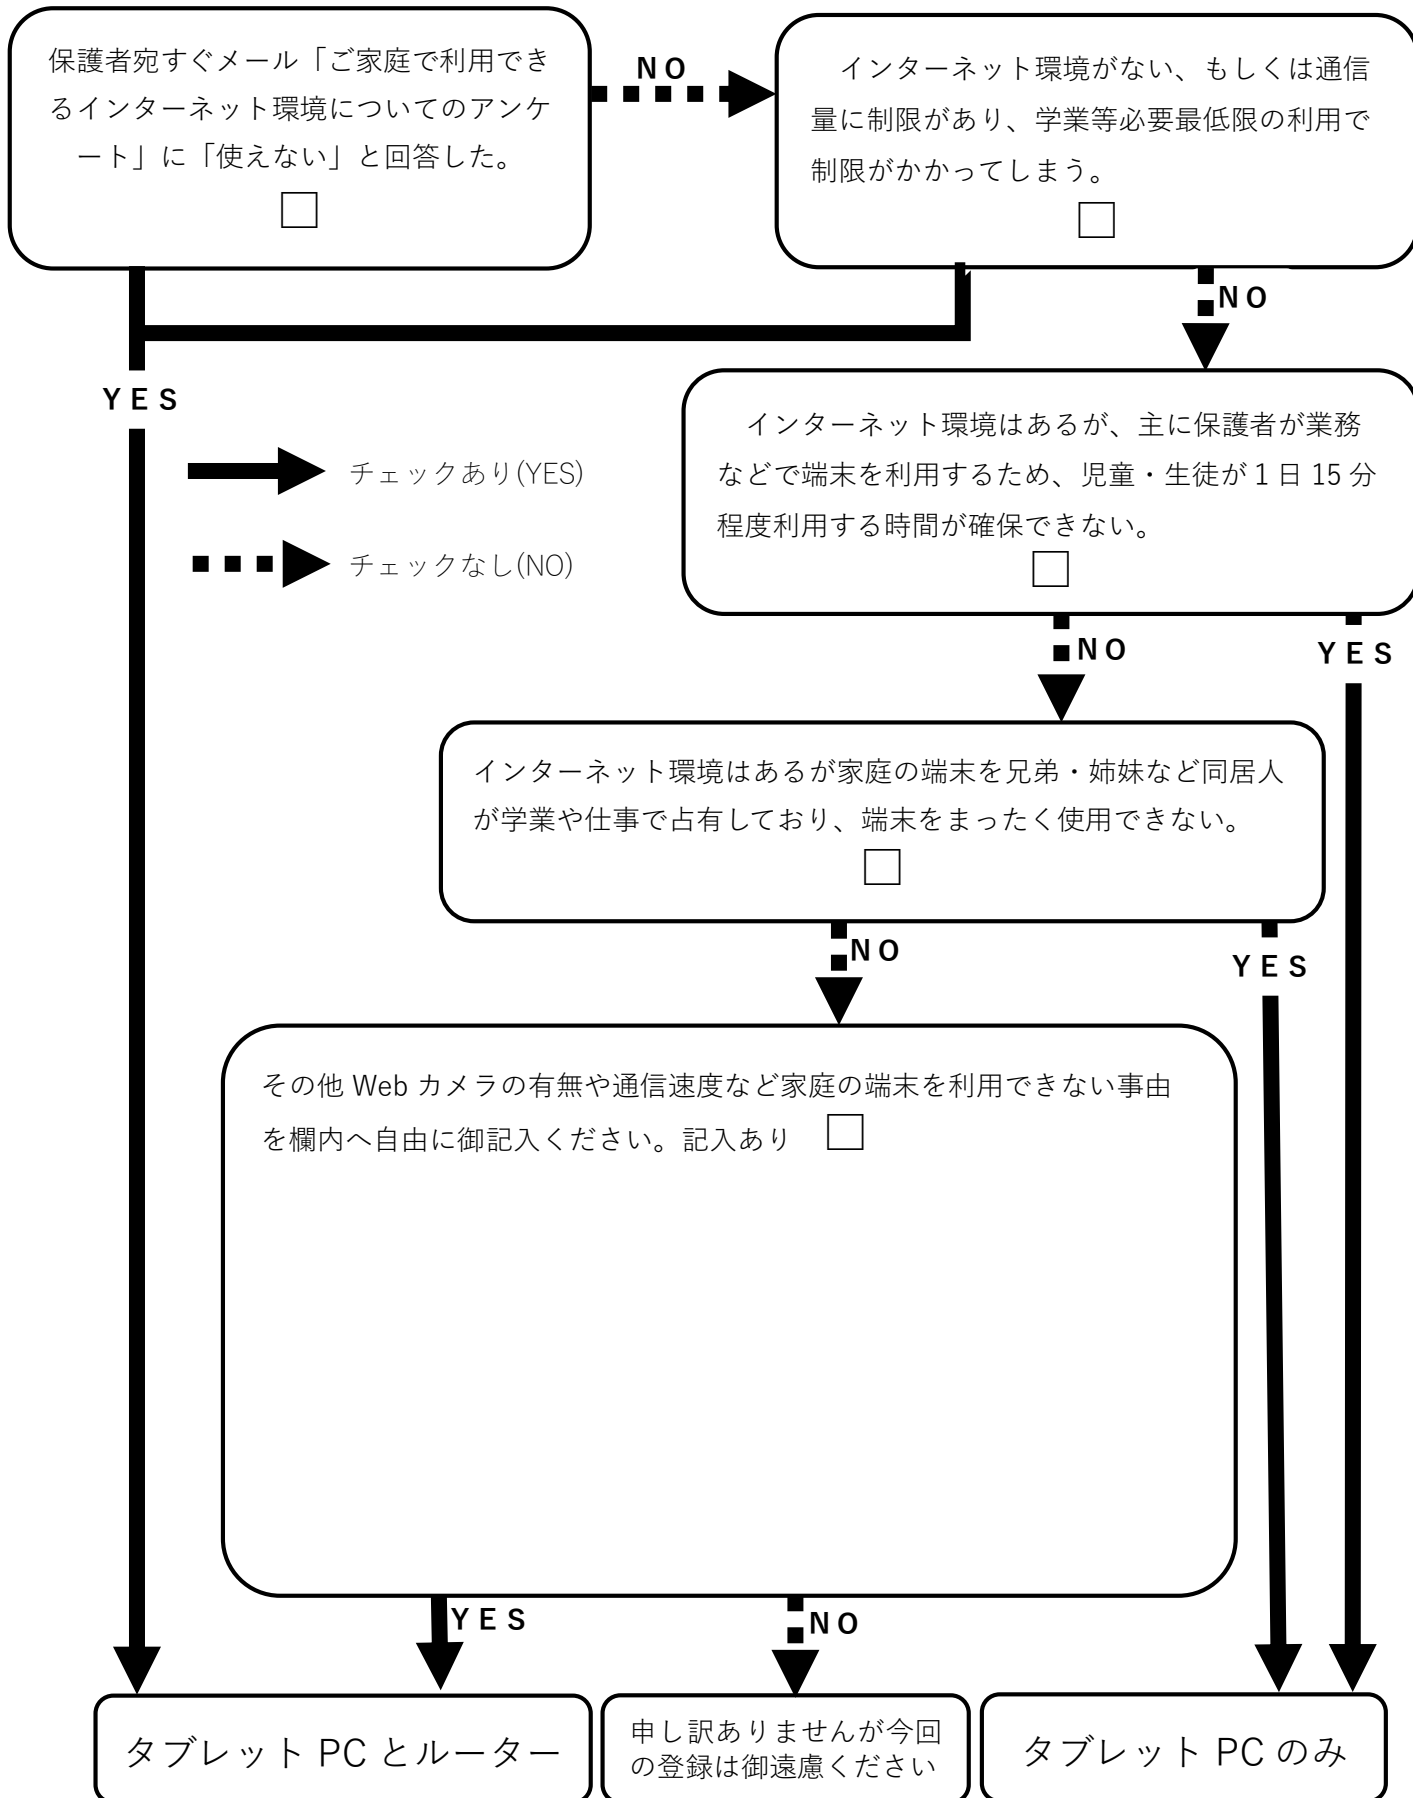 保護者宛すぐメール「ご家庭で利用でき
るインターネット環境についてのアンケ
ート」に「使えない」と回答した。
□
NO
インターネット環境がない、もしくは通信
量に制限があり、学業等必要最低限の利用で
制限がかかってしまう。
□
NO
YES
チェックあり(YES)
チェックなし(NO)
インターネット環境はあるが、主に保護者が業務
などで端末を利用するため、児童・生徒が1日15分
程度利用する時間が確保できない。
□
NO
YES
インターネット環境はあるが家庭の端末を兄弟・姉妹など同居人
が学業や仕事で占有しており、端末をまったく使用できない。
□
NO
YES
その他 Web カメラの有無や通信速度など家庭の端末を利用できない事由
を欄内へ自由に御記入ください。記入あり □
YES
NO
タブレット PC とルーター
申し訳ありませんが今回
の登録は御遠慮ください
タブレット PC のみ